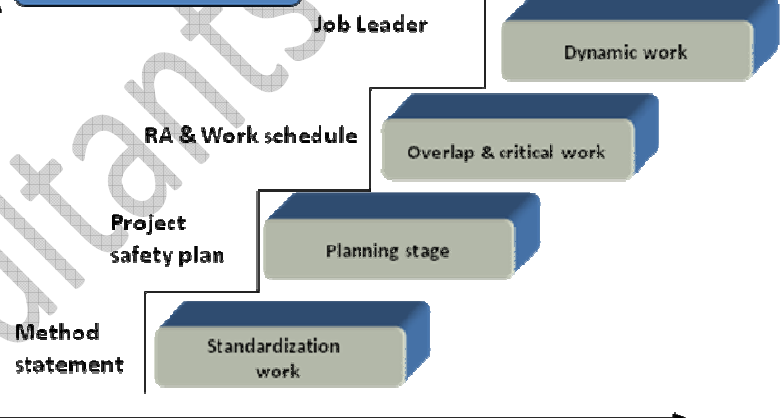 Job Leader
Dynamic work
RA & Work schedule
Overlap & critical work
Project
safety plan
Planning stage
Method
statement
Standardization
work
ultants